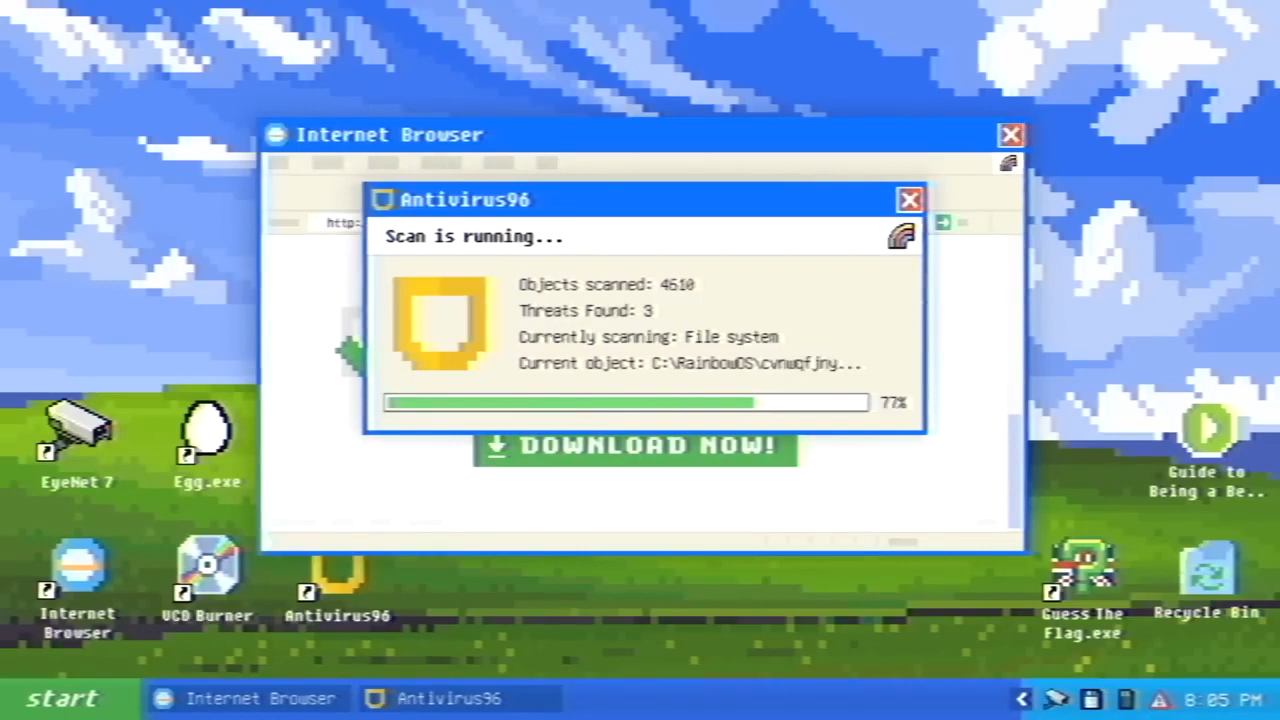 Internet Browser
http:
Antivirus96
Scan is running...
Objects scanned: 4610
Threats Found: 3
Currently scanning: File system
Current object: C:\RainbowOS\cvnwqfjny...
77%
DOWNLOAD NOW!
EyeNet 7
Egg.exe
Guide to
Being a Be..
Internet
Browser
VCD Burner
Antivirus96
Guess The
Flag.exe
Recycle Bin
start
Internet Browser
Antivirus96
8:05 PM